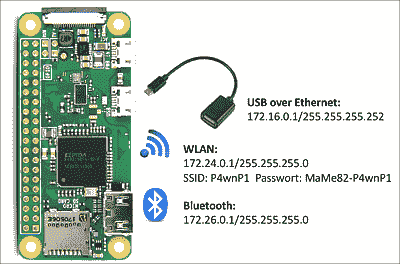 USB over Ethernet:
172.16.0.1/255.255.255.252
WLAN:
172.24.0.1/255.255.255.0
SSID: P4wnP1 Passwort: MaMe82-P4wnP1
Bluetooth:
172.26.0.1/255.255.255.0